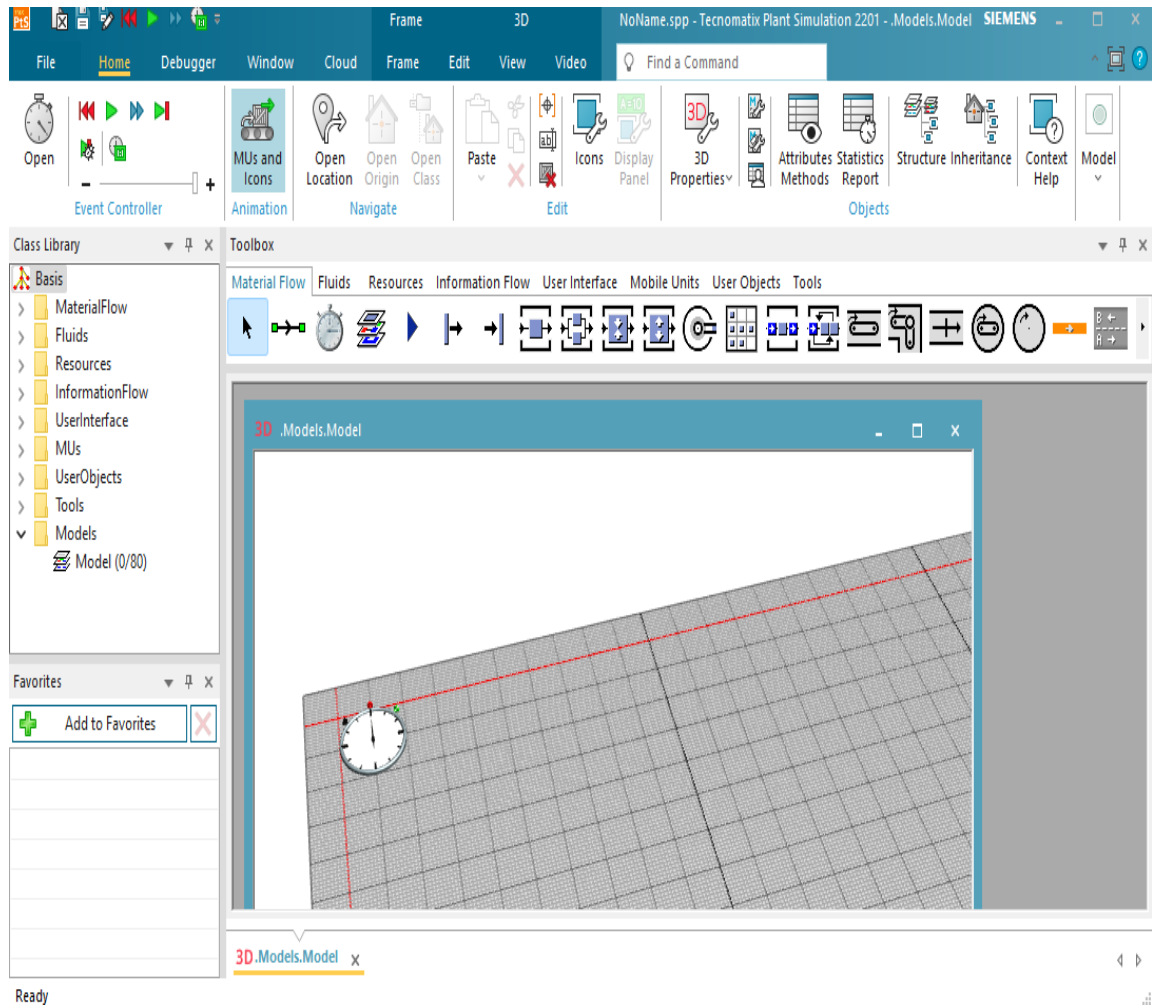 Frame 3D NoName.spp - Tecnomatix Plant Simulation 2201 - .Models.Model SIEMENS
PtS
File Home Debugger Window Cloud Frame Edit View Video Find a Command
Open
MUs and Icons
Open Location
Open Origin
Open Class
Paste
Icons
Display Panel
3D Properties
Attributes Methods
Statistics Report
Structure
Inheritance
Context Help
Model
Event Controller Animation Navigate Edit Objects
Class Library
Toolbox
Basis
MaterialFlow
Fluids
Resources
InformationFlow
UserInterface
MUs
UserObjects
Tools
Models
Model (0/80)
Material Flow Fluids Resources Information Flow User Interface Mobile Units User Objects Tools
3D .Models.Model
Favorites
Add to Favorites
3D .Models.Model x
Ready